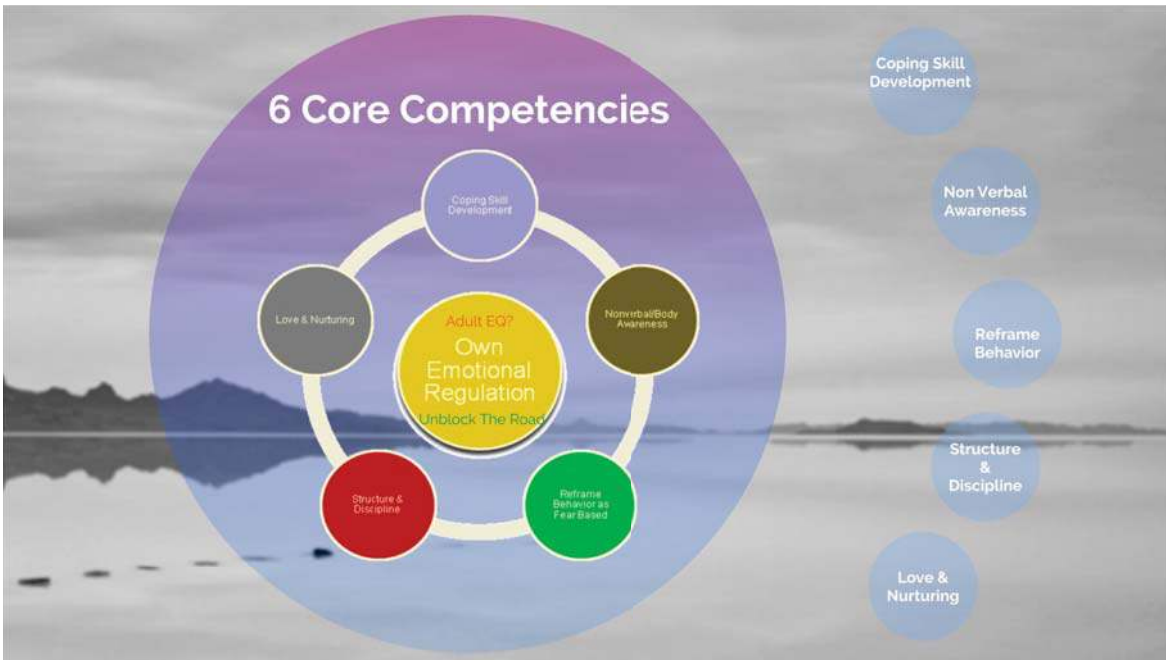 6 Core Competencies
Coping Skill
Development
Love & Nurturing
Nonvirbal/Body
Awareness
Adult EQ?
Own
Emotional
Regulation
Unblock The Road
Structure &
Discipline
Reframe
Behavior as
Fear Based
Coping Skill
Development
Non Verbal
Awareness
Reframe
Behavior
Structure
&
Discipline
Love &
Nurturing